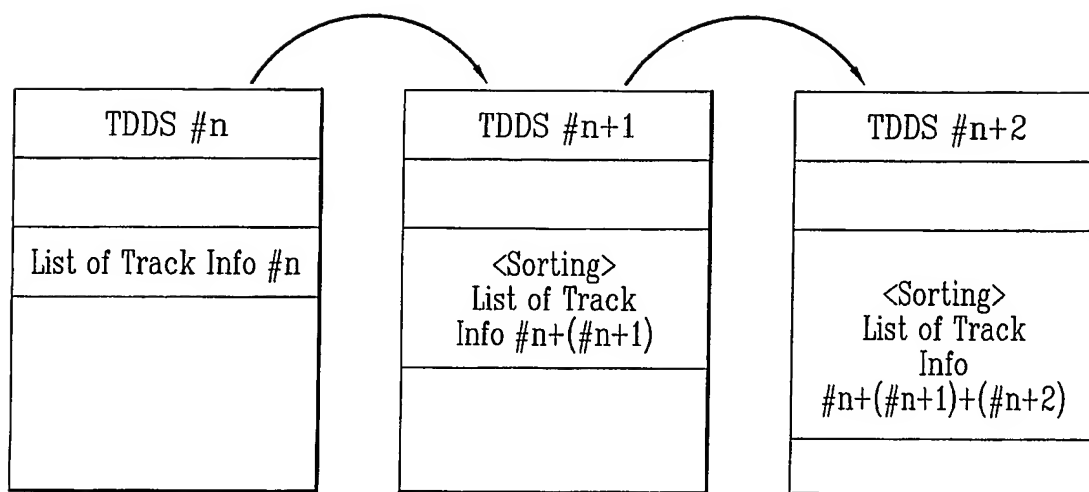 TDDS #n
List of Track Info #n
TDDS #n+1
<Sorting>
List of Track
Info #n+(#n+1)
TDDS #n+2
<Sorting>
List of Track
Info
#n+(#n+1)+(#n+2)